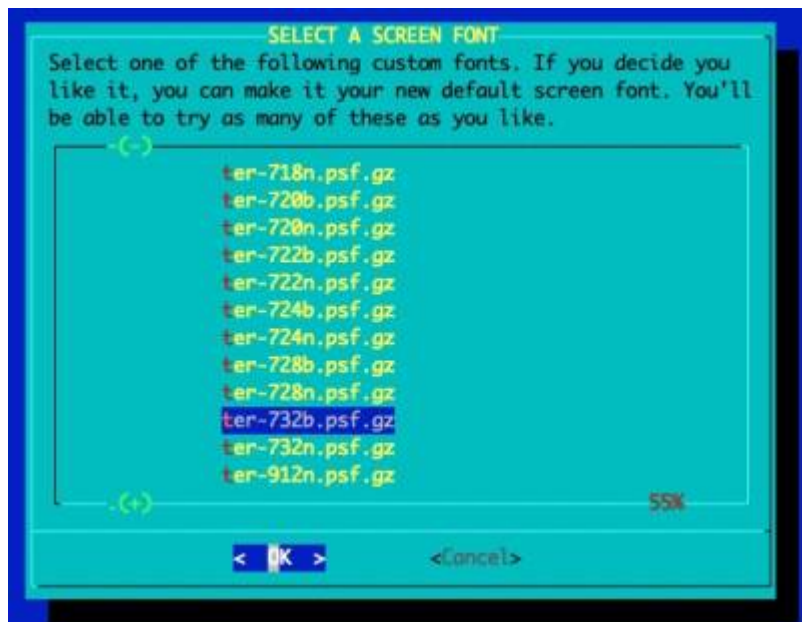 SELECT A SCREEN FONT
Select one of the following custom fonts. If you decide you
like it, you can make it your new default screen font. You'll
be able to try as many of these as you like.
-(-)
ter-718n.psf.gz
ter-720b.psf.gz
ter-720n.psf.gz
ter-722b.psf.gz
ter-722n.psf.gz
ter-724b.psf.gz
ter-724n.psf.gz
ter-728b.psf.gz
ter-728n.psf.gz
ter-732b.psf.gz
ter-732n.psf.gz
ter-912n.psf.gz
.(+) 55%
< OK > <Cancel>